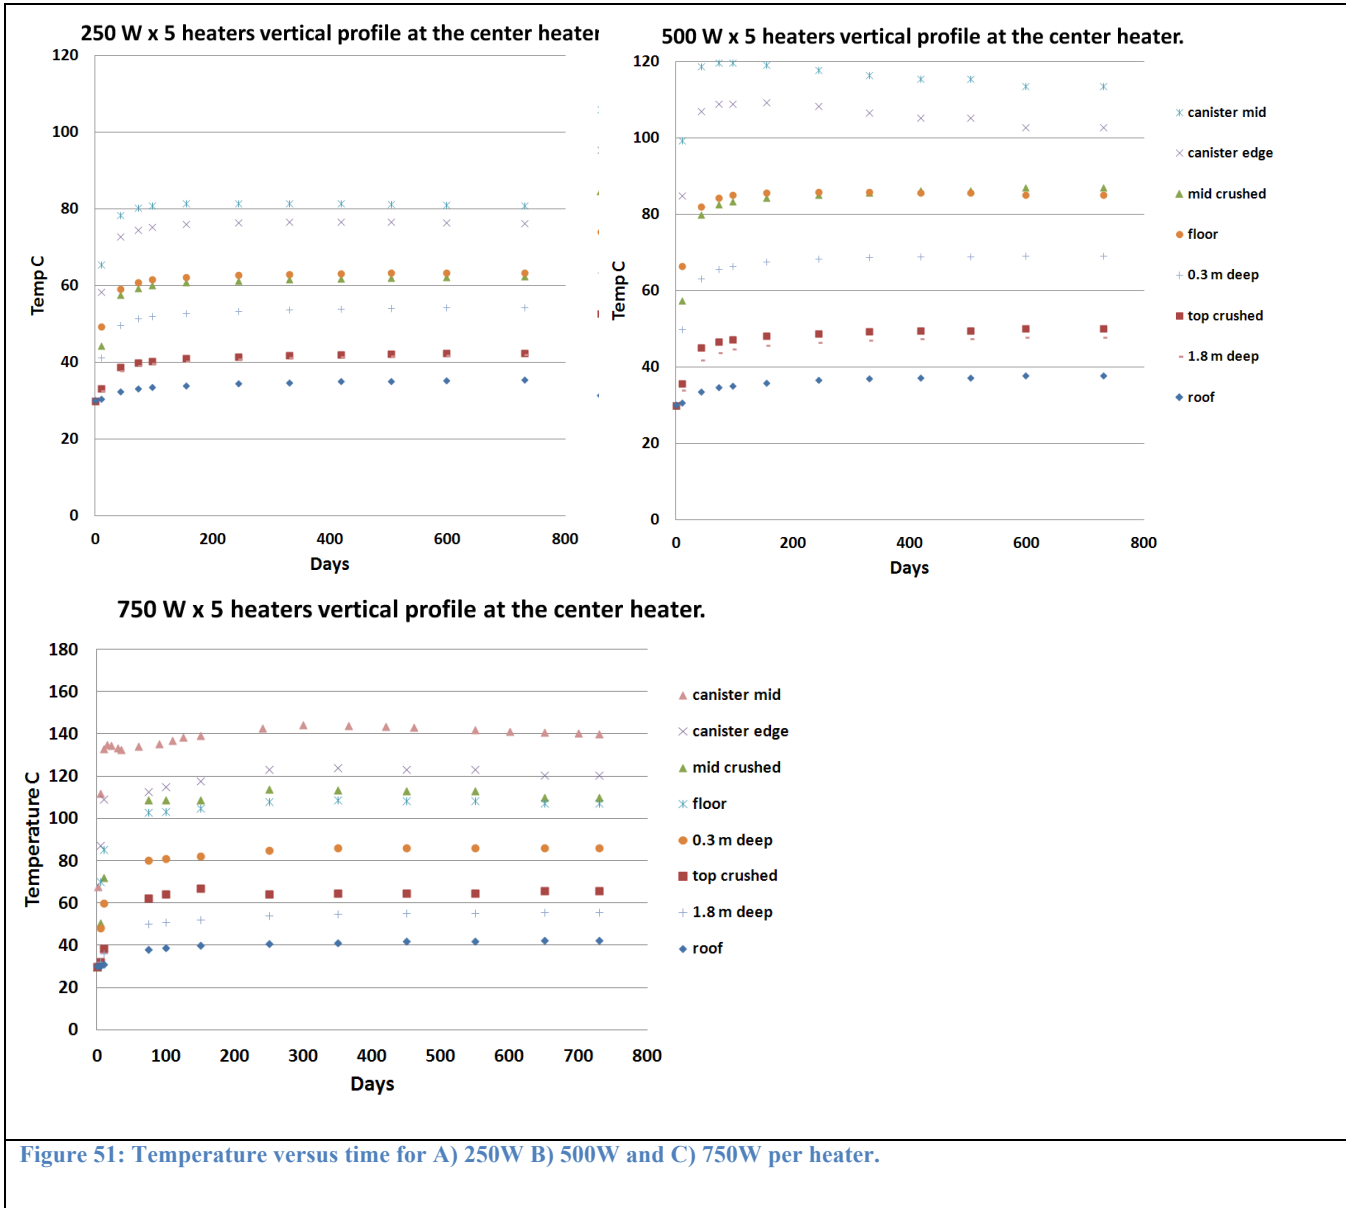 250 W x 5 heaters vertical profile at the center heater
120
100
80
60
40
20
0
Temp C
0 200 400 600 800
Days
500 W x 5 heaters vertical profile at the center heater.
120
100
80
60
40
20
0
Temp C
0 200 400 600 800
Days
canister mid
canister edge
mid crushed
floor
0.3 m deep
top crushed
1.8 m deep
roof
750 W x 5 heaters vertical profile at the center heater.
180
160
140
120
100
80
60
40
20
0
Temperature C
0 100 200 300 400 500 600 700 800
Days
canister mid
canister edge
mid crushed
floor
0.3 m deep
top crushed
1.8 m deep
roof
Figure 51: Temperature versus time for A) 250W B) 500W and C) 750W per heater.